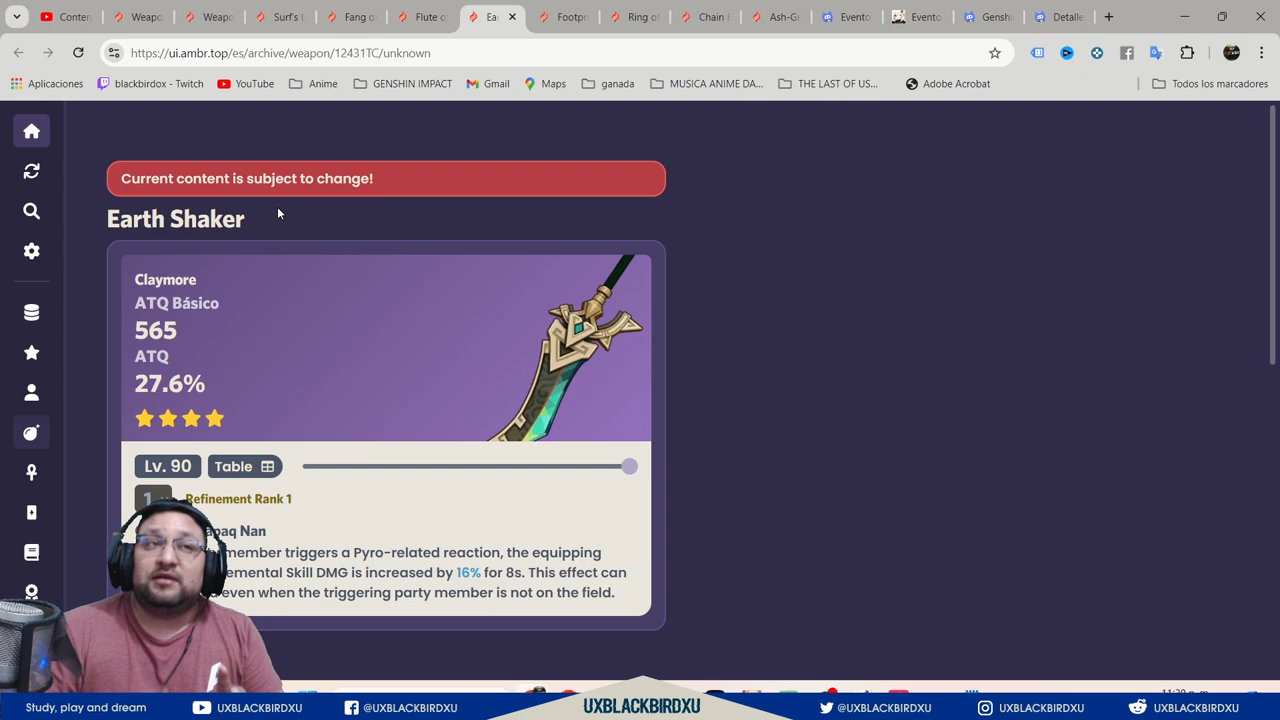 Conten
Weapo
Weapo
Surf's U
Fang o
Flute o
Ear
Footpr
Ring of
Chain B
Ash-Gr
Evento
Evento
Genshi
Detalle
https://ui.ambr.top/es/archive/weapon/12431TC/unknown
Aplicaciones
blackbirdox - Twitch
YouTube
Anime
GENSHIN IMPACT
Gmail
Maps
ganada
MUSICA ANIME DA...
THE LAST OF US...
Adobe Acrobat
Todos los marcadores
Current content is subject to change!
Earth Shaker
Claymore
ATQ Básico
565
ATQ
27.6%
Lv. 90
Table
1
Refinement Rank 1
apaq Nan
member triggers a Pyro-related reaction, the equipping
emental Skill DMG is increased by 16% for 8s. This effect can
even when the triggering party member is not on the field.
Study, play and dream
UXBLACKBIRDXU
@UXBLACKBIRDXU
UXBLACKBIRDXU
@UXBLACKBIRDXU
UXBLACKBIRDXU
UXBLACKBIRDXU